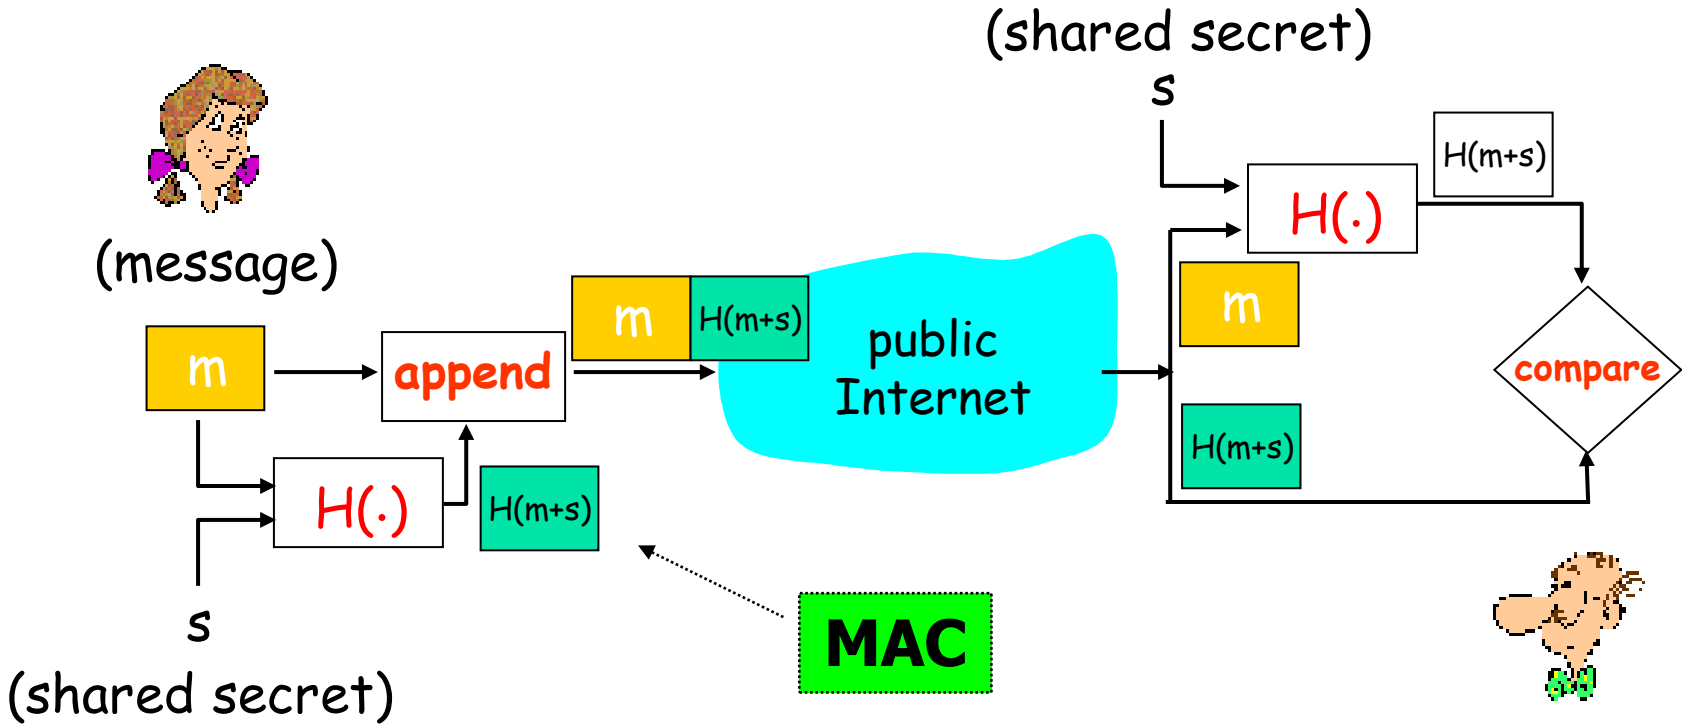 (shared secret)
s
H(m+s)
H(.)
(message)
m
H(m+s)
m
public
Internet
m
append
compare
H(m+s)
H(.)
H(m+s)
s
MAC
(shared secret)